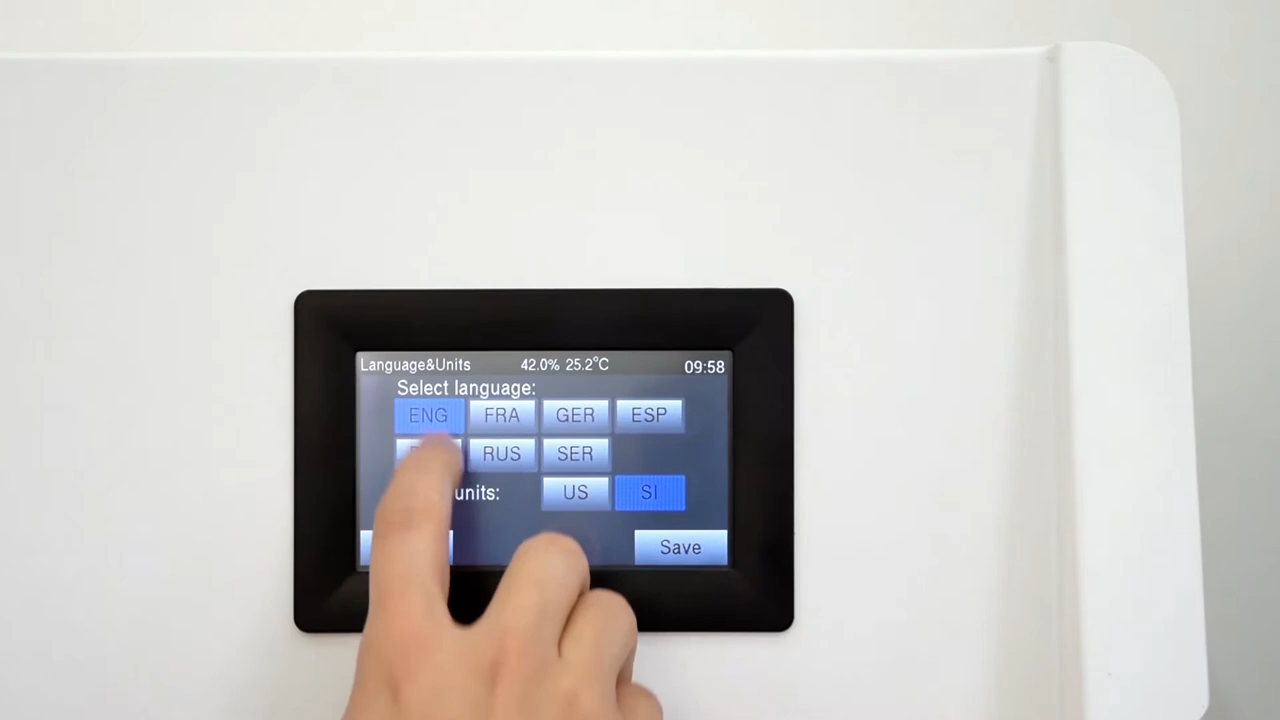 Language&Units 42.0% 25.2°C 09:58
Select language:
ENG FRA GER ESP
RUS SER
units: US SI
Save